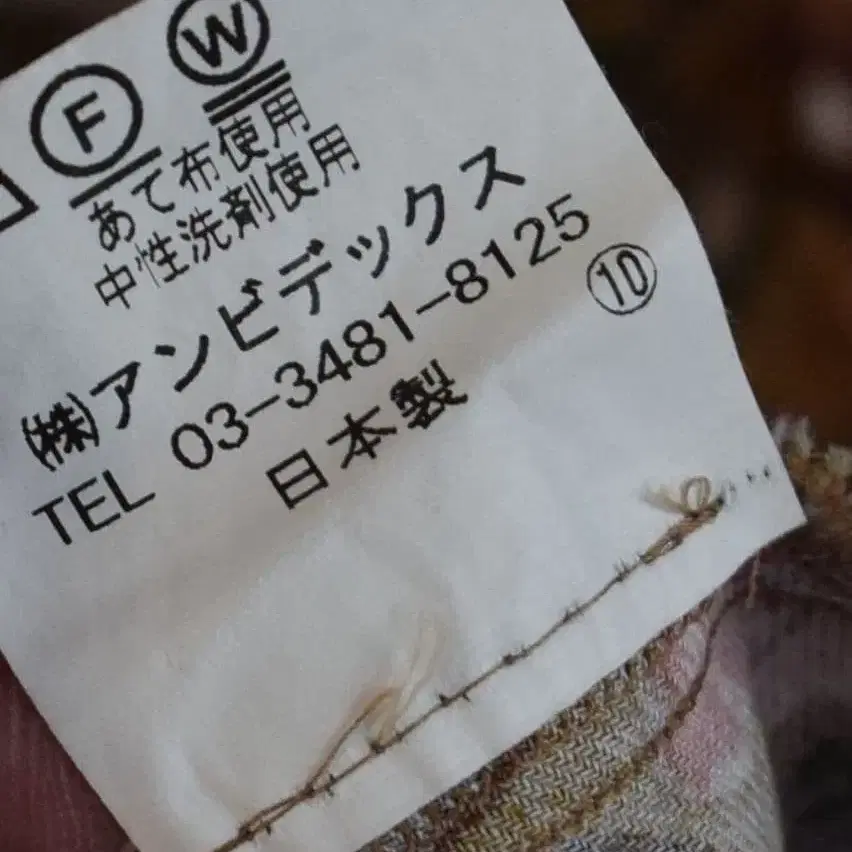 Ⓕ Ⓦ
あて布使用
中性洗剤使用
㈱アンビデックス
TEL 03-3481-8125
日本製 ⑩